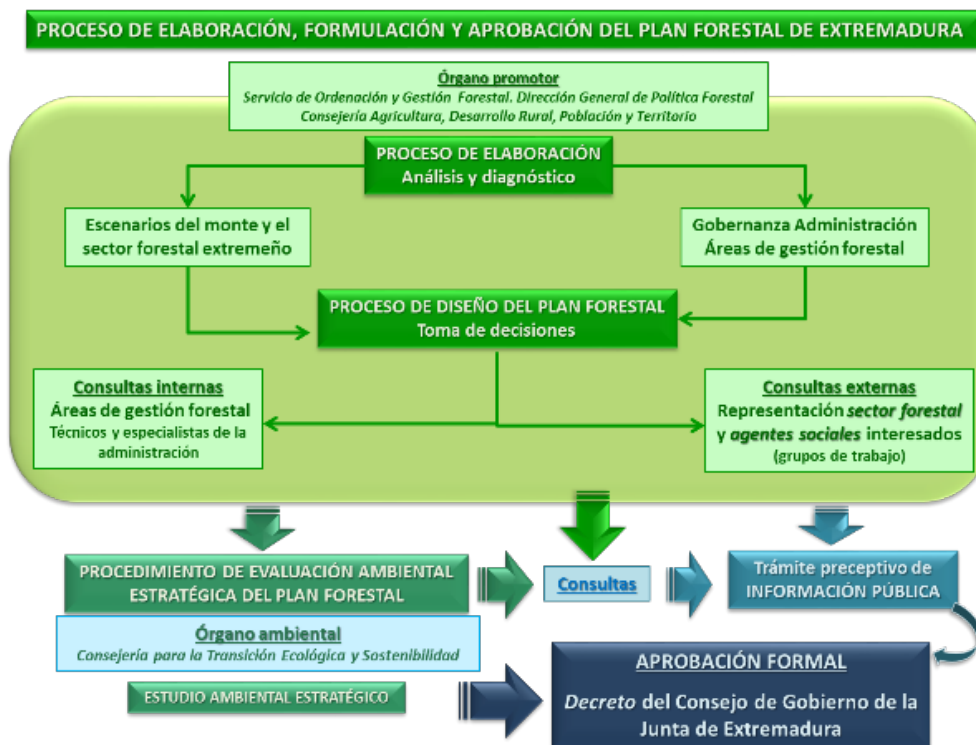 PROCESO DE ELABORACIÓN, FORMULACIÓN Y APROBACIÓN DEL PLAN FORESTAL DE EXTREMADURA
Órgano promotor
Servicio de Ordenación y Gestión Forestal. Dirección General de Política Forestal
Consejería Agricultura, Desarrollo Rural, Población y Territorio
PROCESO DE ELABORACIÓN
Análisis y diagnóstico
Escenarios del monte y el
sector forestal extremeño
Gobernanza Administración
Áreas de gestión forestal
PROCESO DE DISEÑO DEL PLAN FORESTAL
Toma de decisiones
Consultas internas
Áreas de gestión forestal
Técnicos y especialistas de la
administración
Consultas externas
Representación sector forestal
y agentes sociales interesados
(grupos de trabajo)
PROCEDIMIENTO DE EVALUACIÓN AMBIENTAL
ESTRATÉGICA DEL PLAN FORESTAL
Consultas
Trámite preceptivo de
INFORMACIÓN PÚBLICA
Órgano ambiental
Consejería para la Transición Ecológica y Sostenibilidad
ESTUDIO AMBIENTAL ESTRATÉGICO
APROBACIÓN FORMAL
Decreto del Consejo de Gobierno de la
Junta de Extremadura